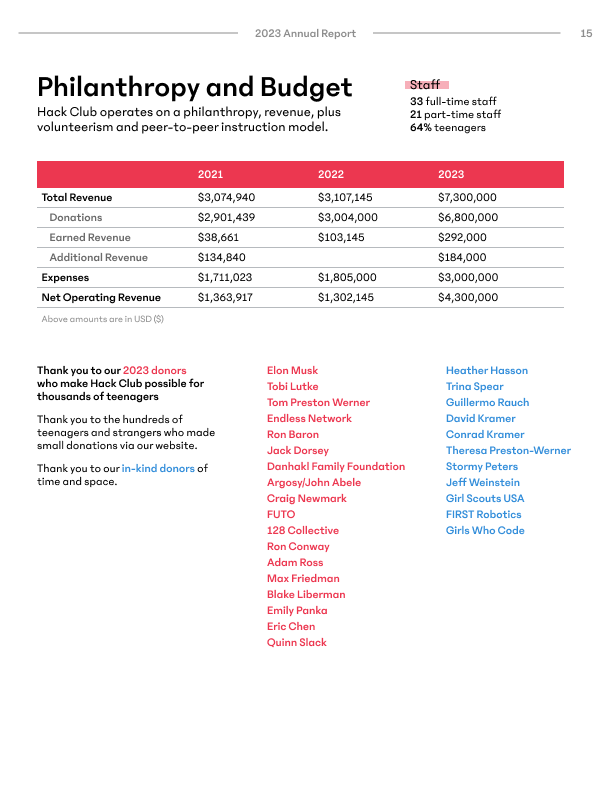 2023 Annual Report
15
Philanthropy and Budget
Hack Club operates on a philanthropy, revenue, plus
volunteerism and peer-to-peer instruction model.
Staff
33 full-time staff
21 part-time staff
64% teenagers
2021 2022 2023
Total Revenue $3,074,940 $3,107,145 $7,300,000
Donations $2,901,439 $3,004,000 $6,800,000
Earned Revenue $38,661 $103,145 $292,000
Additional Revenue $134,840 $184,000
Expenses $1,711,023 $1,805,000 $3,000,000
Net Operating Revenue $1,363,917 $1,302,145 $4,300,000
Above amounts are in USD ($)
Thank you to our 2023 donors
who make Hack Club possible for
thousands of teenagers
Thank you to the hundreds of
teenagers and strangers who made
small donations via our website.
Thank you to our in-kind donors of
time and space.
Elon Musk
Tobi Lutke
Tom Preston Werner
Endless Network
Ron Baron
Jack Dorsey
Danhakl Family Foundation
Argosy/John Abele
Craig Newmark
FUTO
128 Collective
Ron Conway
Adam Ross
Max Friedman
Blake Liberman
Emily Panka
Eric Chen
Quinn Slack
Heather Hasson
Trina Spear
Guillermo Rauch
David Kramer
Conrad Kramer
Theresa Preston-Werner
Stormy Peters
Jeff Weinstein
Girl Scouts USA
FIRST Robotics
Girls Who Code